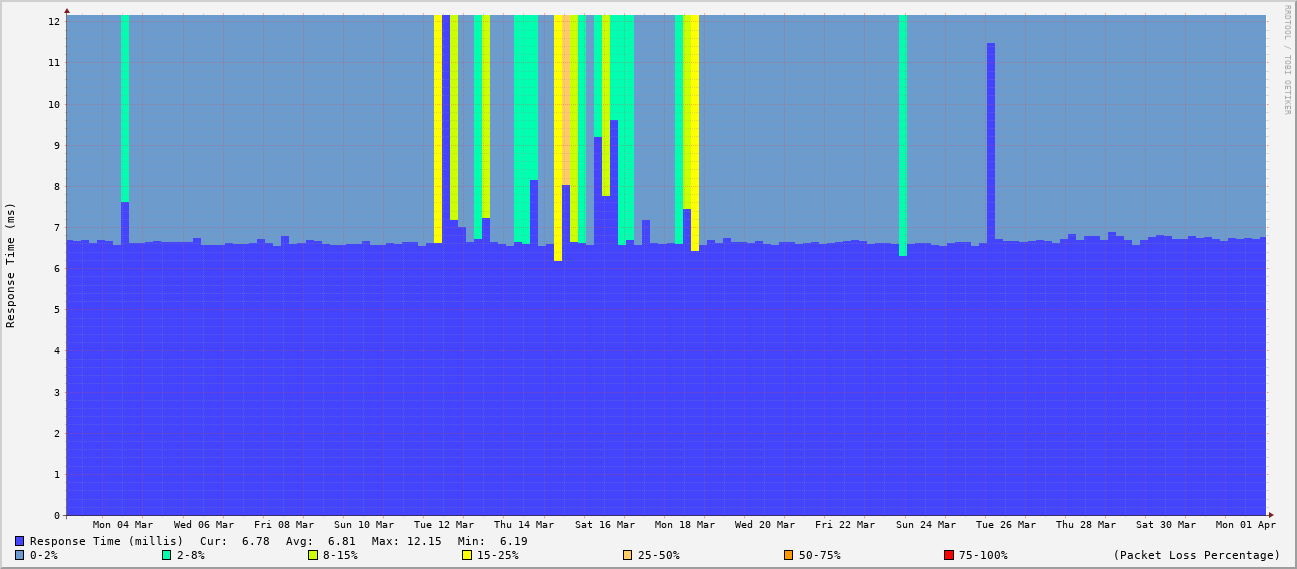 RRDTOOL / TOBI OETIKER
Response Time (ms)
12
11
10
9
8
7
6
5
4
3
2
1
0
Mon 04 Mar Wed 06 Mar Fri 08 Mar Sun 10 Mar Tue 12 Mar Thu 14 Mar Sat 16 Mar Mon 18 Mar Wed 20 Mar Fri 22 Mar Sun 24 Mar Tue 26 Mar Thu 28 Mar Sat 30 Mar Mon 01 Apr
Response Time (millis) Cur: 6.78 Avg: 6.81 Max: 12.15 Min: 6.19
0-2% 2-8% 8-15% 15-25% 25-50% 50-75% 75-100% (Packet Loss Percentage)